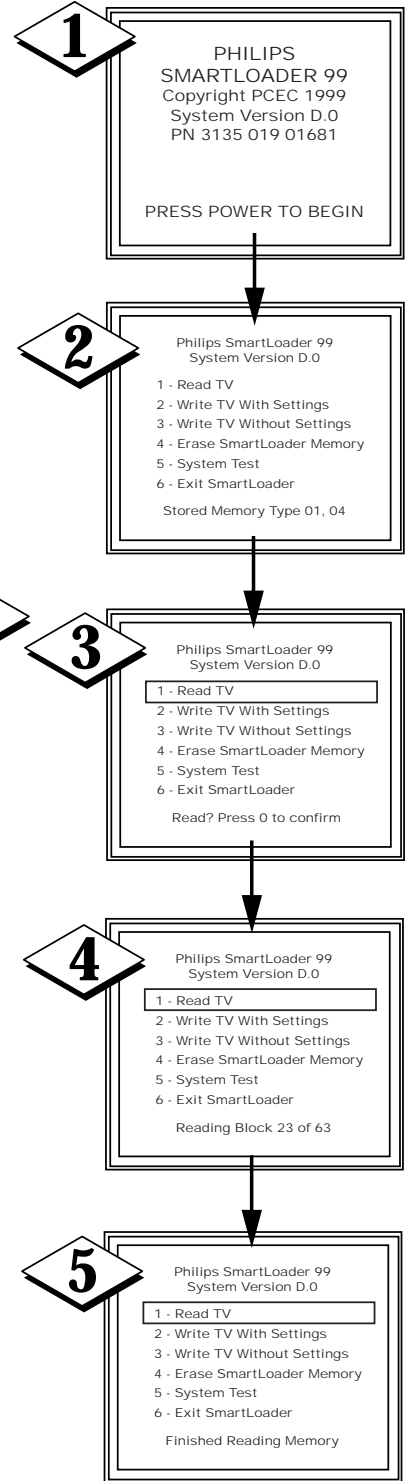 1
PHILIPS
SMARTLOADER 99
Copyright PCEC 1999
System Version D.0
PN 3135 019 01681
PRESS POWER TO BEGIN
2
Philips SmartLoader 99
System Version D.0
1 - Read TV
2 - Write TV With Settings
3 - Write TV Without Settings
4 - Erase SmartLoader Memory
5 - System Test
6 - Exit SmartLoader
Stored Memory Type 01, 04
3
Philips SmartLoader 99
System Version D.0
1 - Read TV
2 - Write TV With Settings
3 - Write TV Without Settings
4 - Erase SmartLoader Memory
5 - System Test
6 - Exit SmartLoader
Read? Press 0 to confirm
4
Philips SmartLoader 99
System Version D.0
1 - Read TV
2 - Write TV With Settings
3 - Write TV Without Settings
4 - Erase SmartLoader Memory
5 - System Test
6 - Exit SmartLoader
Reading Block 23 of 63
5
Philips SmartLoader 99
System Version D.0
1 - Read TV
2 - Write TV With Settings
3 - Write TV Without Settings
4 - Erase SmartLoader Memory
5 - System Test
6 - Exit SmartLoader
Finished Reading Memory